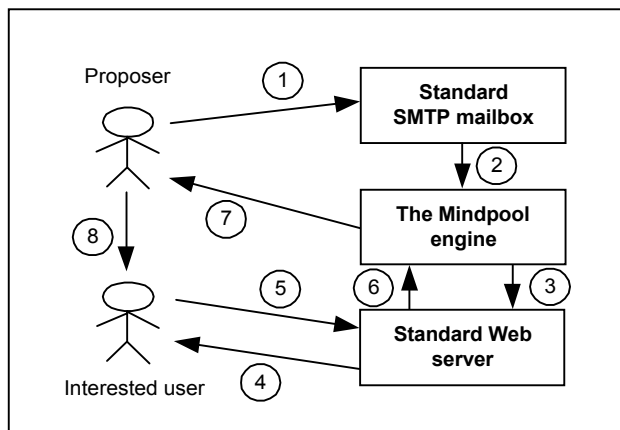 Proposer
1
Standard
SMTP mailbox
2
The Mindpool
engine
7
8
5
6
3
Standard Web
server
4
Interested user